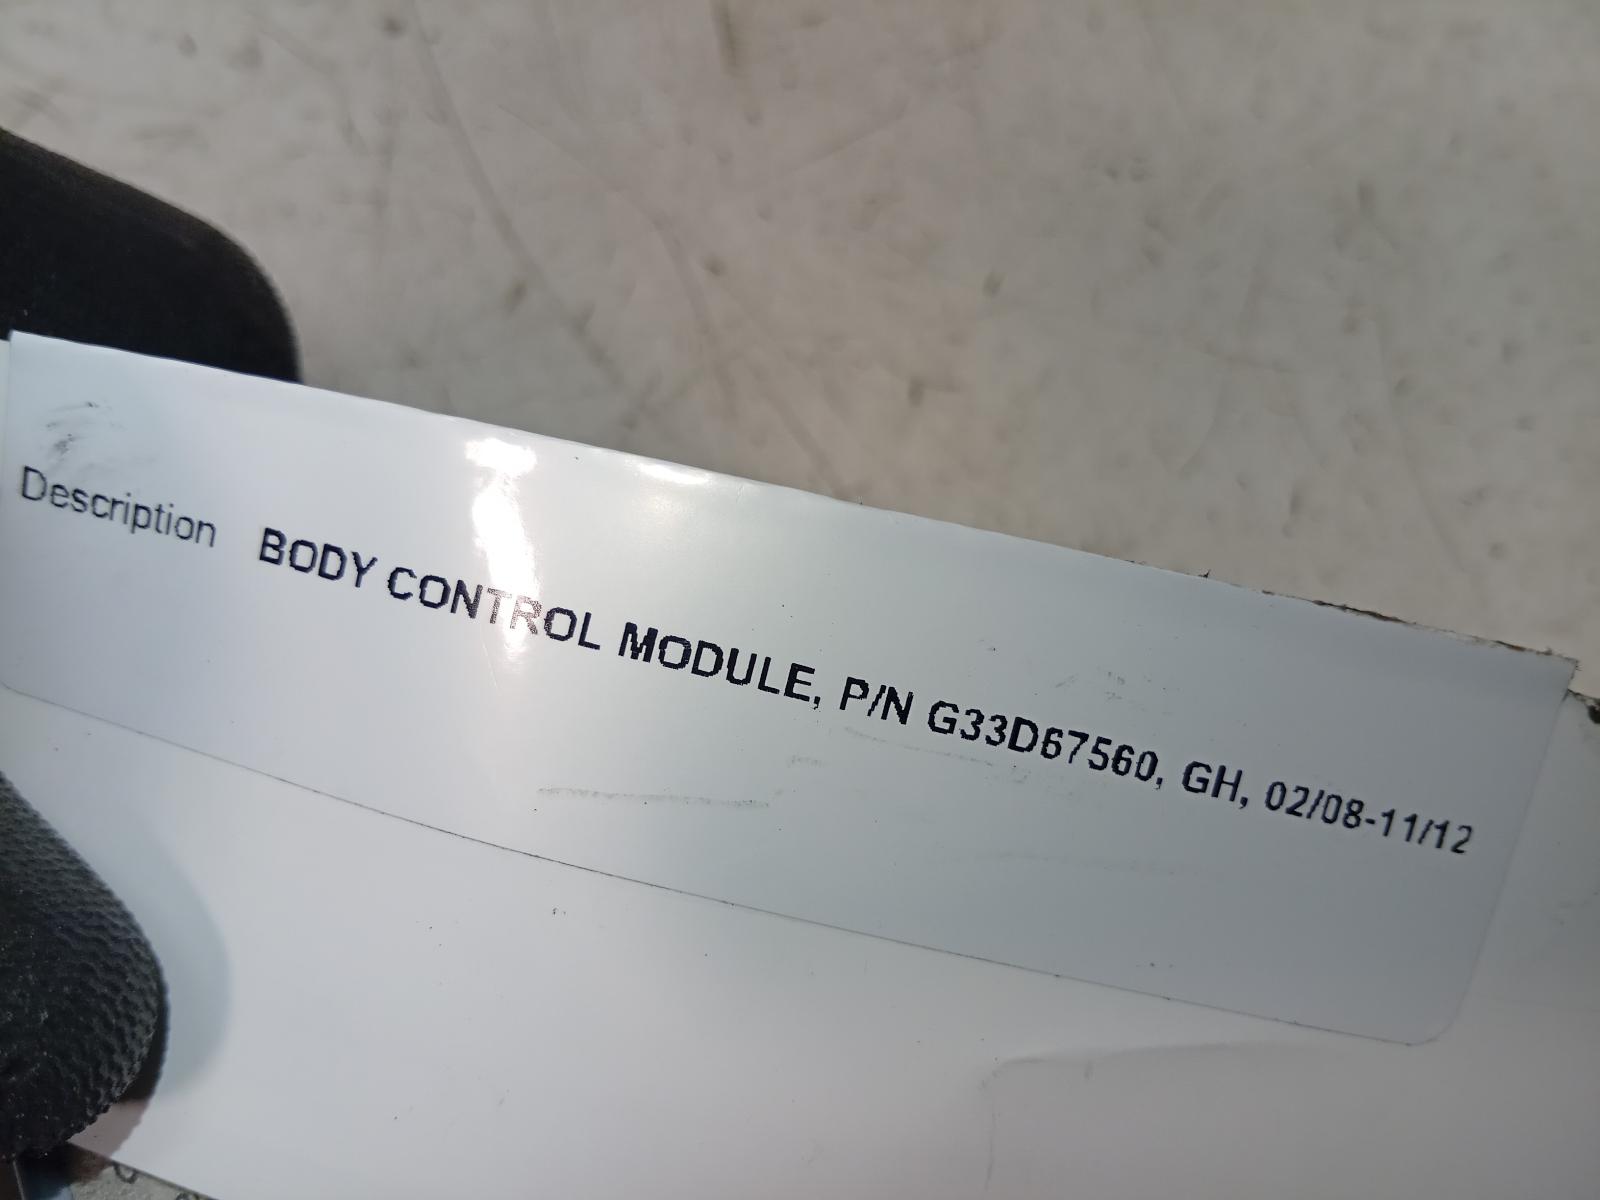 Description BODY CONTROL MODULE, P/N G33D67560, GH, 02/08-11/12